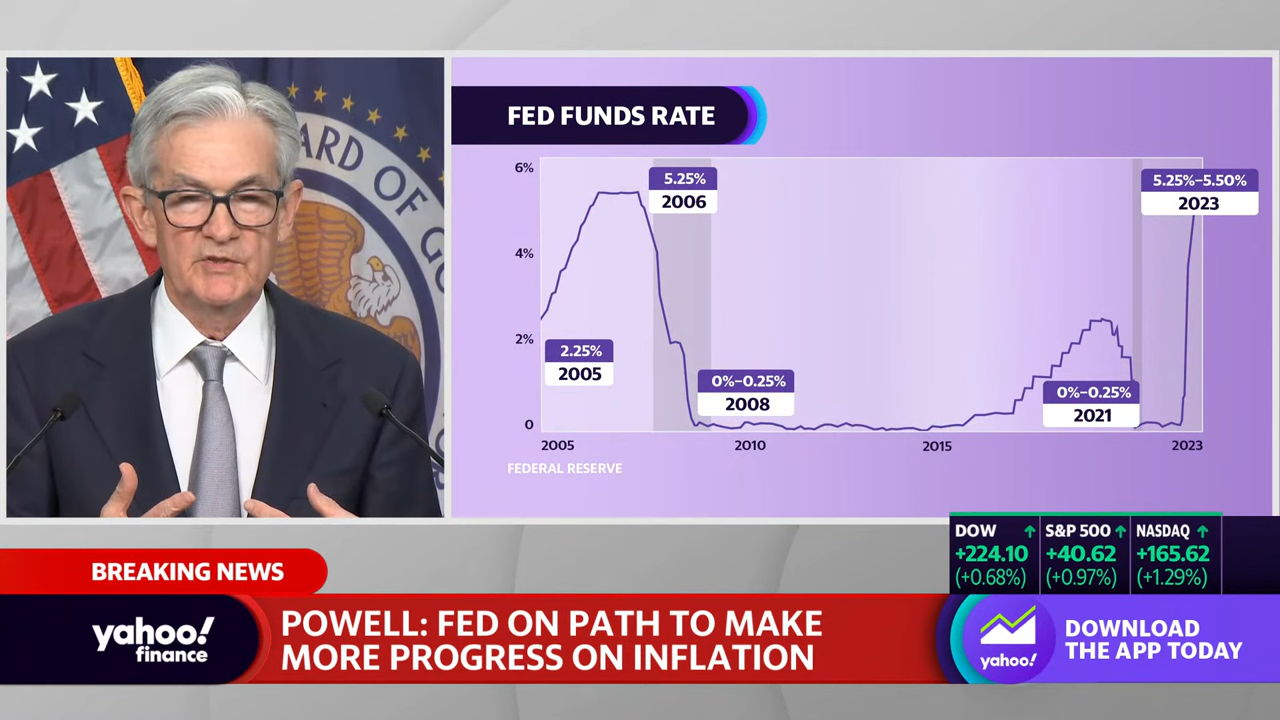 ARD OF GO
FED FUNDS RATE
6%
4%
2%
0
5.25%
2006
5.25%–5.50%
2023
2.25%
2005
0%–0.25%
2008
0%–0.25%
2021
2005
2010
2015
2023
FEDERAL RESERVE
DOW
+224.10
(+0.68%)
S&P 500
+40.62
(+0.97%)
NASDAQ
+165.62
(+1.29%)
BREAKING NEWS
yahoo!
finance
POWELL: FED ON PATH TO MAKE
MORE PROGRESS ON INFLATION
yahoo!
DOWNLOAD
THE APP TODAY